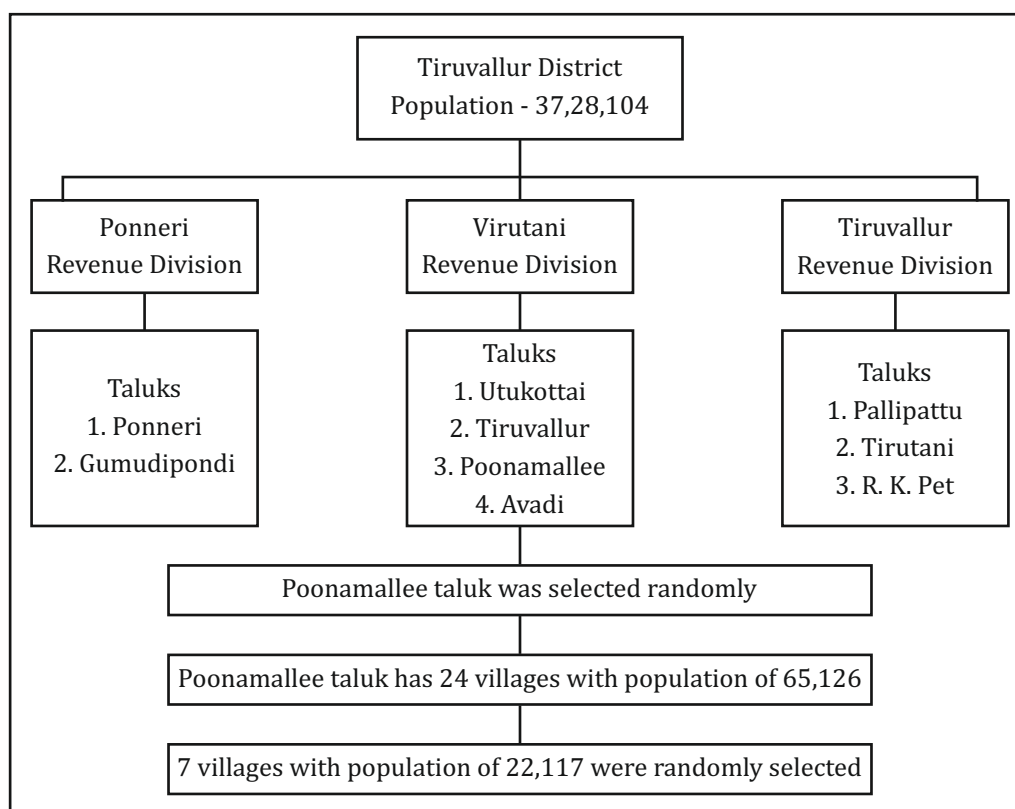 Tiruvallur District
Population - 37,28,104
Ponneri
Revenue Division
Virutani
Revenue Division
Tiruvallur
Revenue Division
Taluks
1. Ponneri
2. Gumudipondi
Taluks
1. Utukottai
2. Tiruvallur
3. Poonamallee
4. Avadi
Taluks
1. Pallipattu
2. Tirutani
3. R. K. Pet
Poonamallee taluk was selected randomly
Poonamallee taluk has 24 villages with population of 65,126
7 villages with population of 22,117 were randomly selected